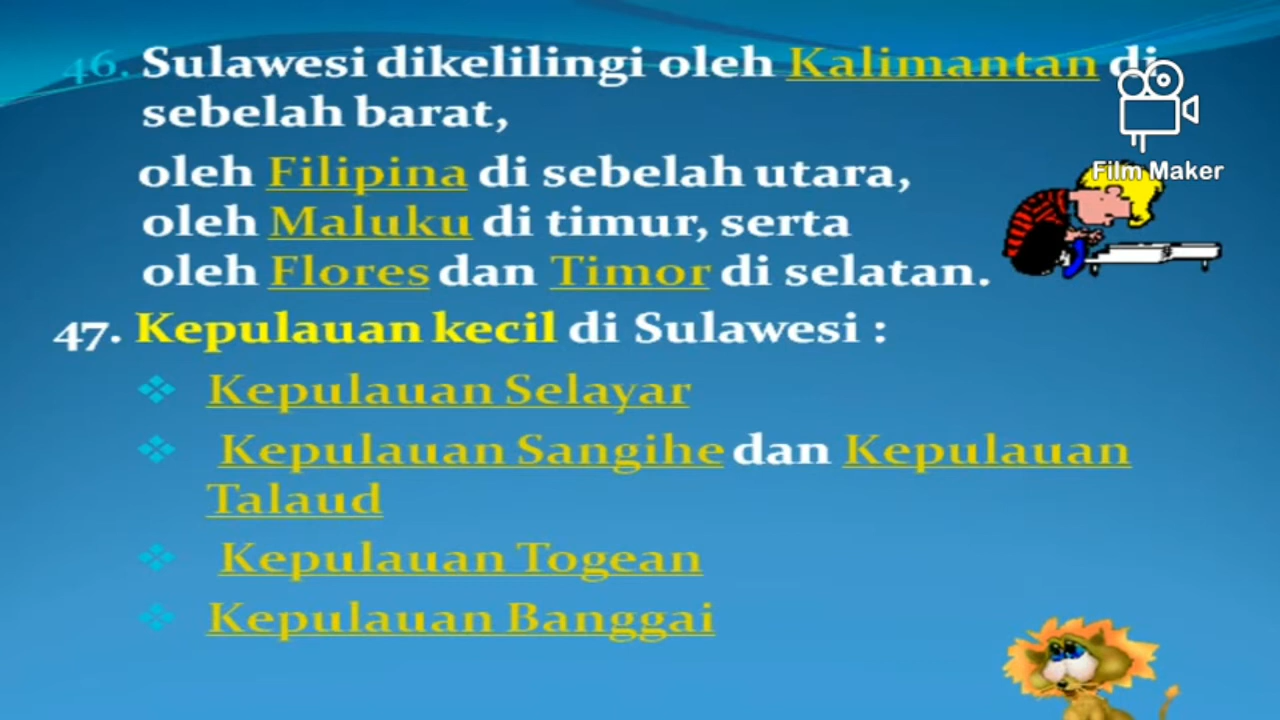 46. Sulawesi dikelilingi oleh Kalimantan di
sebelah barat,
Film Maker
oleh Filipina di sebelah utara,
oleh Maluku di timur, serta
oleh Flores dan Timor di selatan.
47. Kepulauan kecil di Sulawesi :
❖ Kepulauan Selayar
❖ Kepulauan Sangihe dan Kepulauan
Talaud
❖ Kepulauan Togean
❖ Kepulauan Banggai